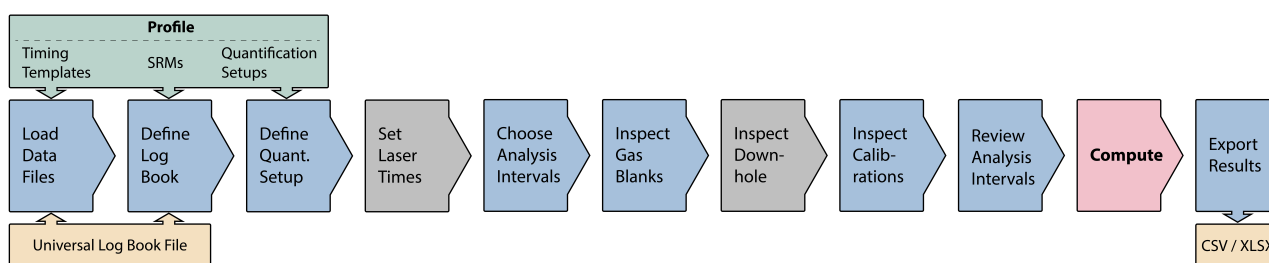 Profile
Timing
Templates
SRMs
Quantification
Setups
Load
Data
Files
Define
Log
Book
Define
Quant.
Setup
Set
Laser
Times
Choose
Analysis
Intervals
Inspect
Gas
Blanks
Inspect
Down-
hole
Inspect
Calib-
rations
Review
Analysis
Intervals
Compute
Export
Results
Universal Log Book File
CSV / XLSX